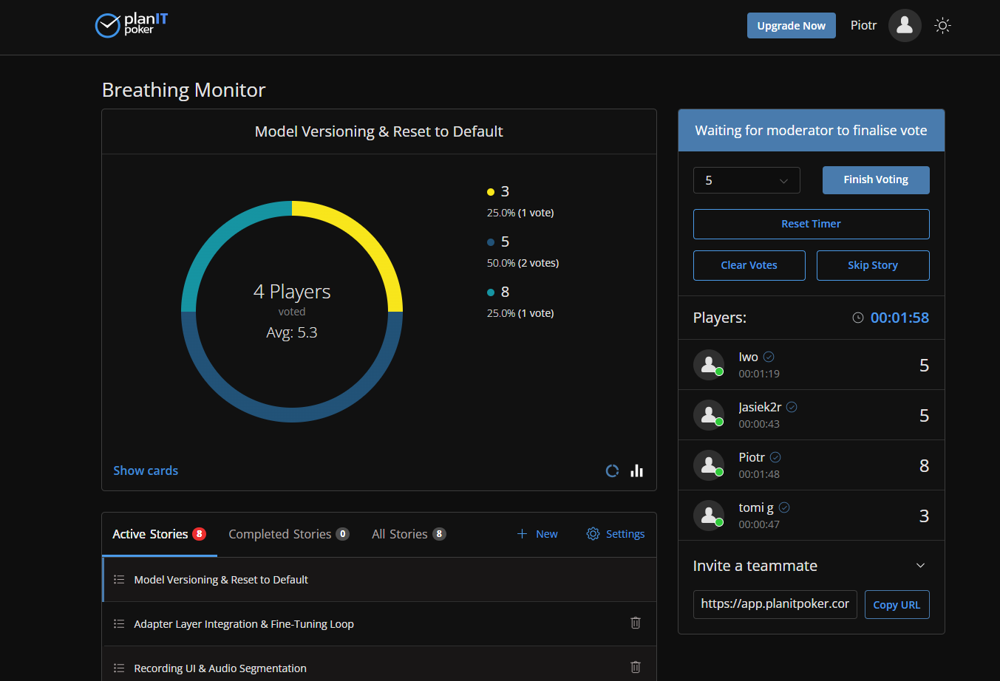 planIT
poker
Upgrade Now
Piotr
Breathing Monitor
Model Versioning & Reset to Default
4 Players
voted
Avg: 5.3
3
25.0% (1 vote)
5
50.0% (2 votes)
8
25.0% (1 vote)
Show cards
Waiting for moderator to finalise vote
5
Finish Voting
Reset Timer
Clear Votes
Skip Story
Players:
00:01:58
Iwo
00:01:19
5
Jasiek2r
00:00:43
5
Piotr
00:01:48
8
tomi g
00:00:47
3
Invite a teammate
https://app.planitpoker.cor
Copy URL
Active Stories 8
Completed Stories 0
All Stories 8
New
Settings
Model Versioning & Reset to Default
Adapter Layer Integration & Fine-Tuning Loop
Recording UI & Audio Segmentation